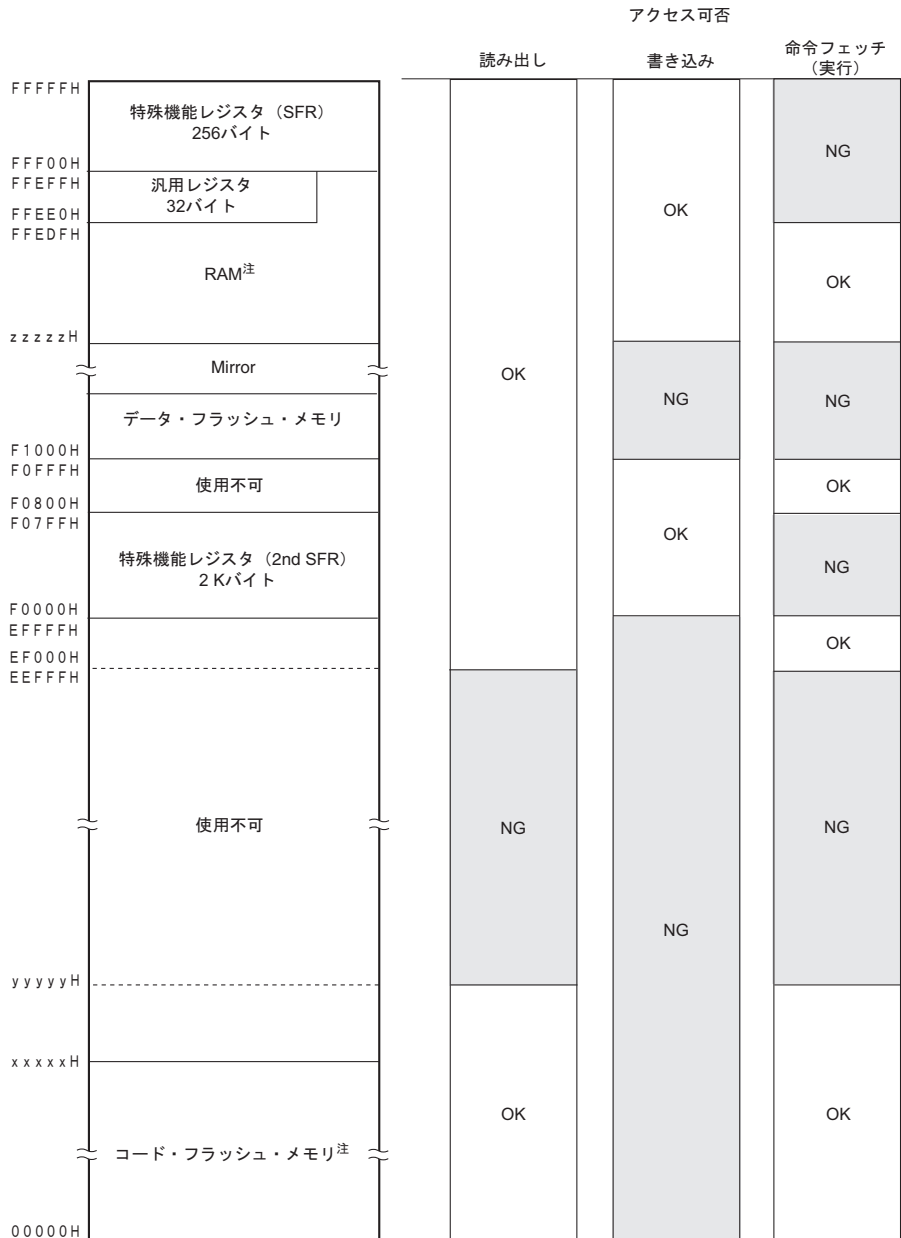 アクセス可否
読み出し
書き込み
命令フェッチ
（実行）
FFFFFH
特殊機能レジスタ（SFR）
256バイト
FFF00H
FFEFFH
汎用レジスタ
32バイト
FFEE0H
FFEDFH
RAM注
zzzzzH
Mirror
データ・フラッシュ・メモリ
F1000H
F0FFFH
使用不可
F0800H
F07FFH
特殊機能レジスタ（2nd SFR）
2 Kバイト
F0000H
EFFFFH
EF000H
EEFFFH
使用不可
yyyyyH
xxxxxH
コード・フラッシュ・メモリ注
00000H
OK
NG
OK
OK
NG
OK
NG
NG
OK
NG
OK
NG
OK
NG
OK